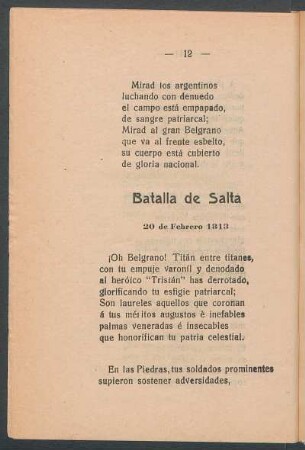 — 12 —
Mirad los argentinos
luchando con denuedo
el campo está empapado,
de sangre patriarcal;
Mirad al gran Belgrano
que va al frente esbelto,
su cuerpo está cubierto
de gloria nacional.
Batalla de Salta
20 de Febrero 1813
¡Oh Belgrano! Titán entre titanes,
con tu empuje varonil y denodado
al heróico "Tristán" has derrotado,
glorificando tu esfigie patriarcal;
Son laureles aquellos que coronan
á tus méritos augustos è inefables
palmas veneradas é insecables
que honorifican tu patria celestial.
En las Piedras, tus soldados prominentes
supieron sostener adversidades,